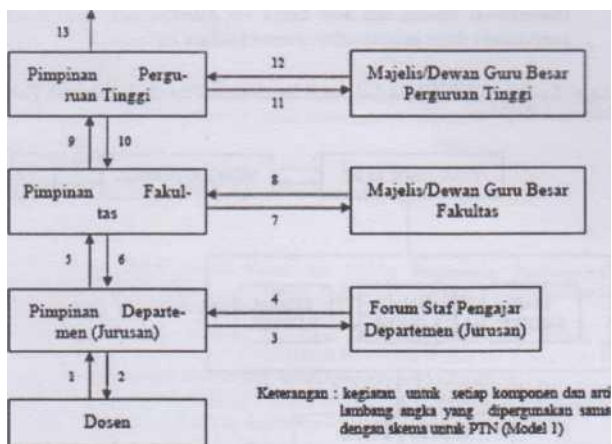 13
Pimpinan Pergu-
ruan Tinggi
12
11
Majelis/Dewan Guru Besar
Perguruan Tinggi
9
10
Pimpinan Fakul-
tas
8
7
Majelis/Dewan Guru Besar
Fakultas
5
6
Pimpinan Departe-
men (Jurusan)
4
3
Forum Staf Pengajar
Departemen (Jurusan)
1
2
Dosen
Keterangan : kegiatan untuk setiap komponen dan arti
lambang angka yang dipergunakan sama
dengan skema untuk PTN (Model 1)